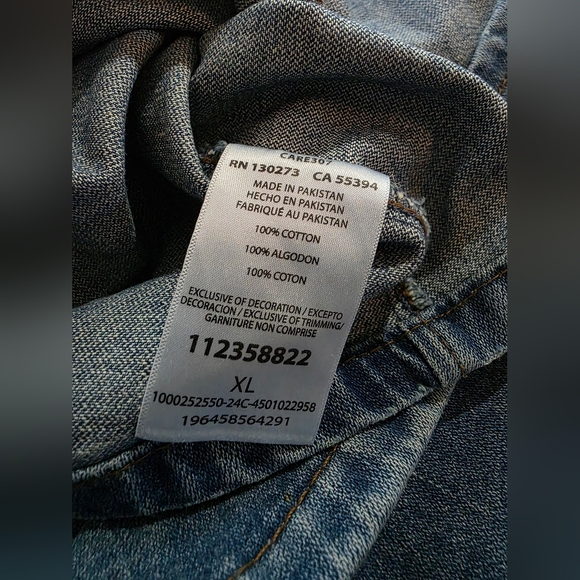 CARE307
RN 130273 CA 55394
MADE IN PAKISTAN
HECHO EN PAKISTAN
FABRIQUÉ AU PAKISTAN
100% COTTON
100% ALGODON
100% COTON
EXCLUSIVE OF DECORATION / EXCEPTO
DECORACION / EXCLUSIVE OF TRIMMING/
GARNITURE NON COMPRISE
112358822
XL
1000252550-24C-4501022958
196458564291